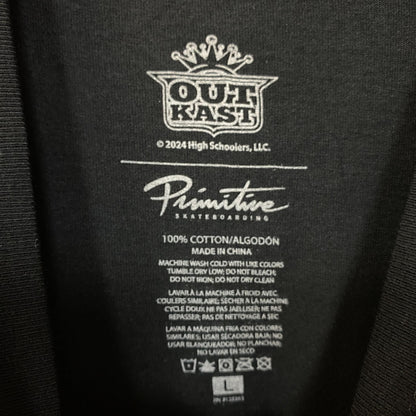 OUT
KAST
© 2024 High Schoolers, LLC.
Primitive
SKATEBOARDING
100% COTTON/ALGODÓN
MADE IN CHINA
MACHINE WASH COLD WITH LIKE COLORS
TUMBLE DRY LOW; DO NOT BLEACH;
DO NOT IRON; DO NOT DRY CLEAN
LAVAR À LA MACHINE À FROID AVEC
COULERS SIMILAIRE; SÉCHER À LA MACHINE
CYCLE DOUX NE PAS JAELLISER; NE PAS
REPASSER; PAS DE NETTOYAGE A SEC
LAVAR A MÁQUINA FRIA CON COLORES
SIMILARES; USAR SECADORA BAJA; NO
USAR BLANQUEADOR; NO PLANCHAR;
NO LAVAR EN SECO
L